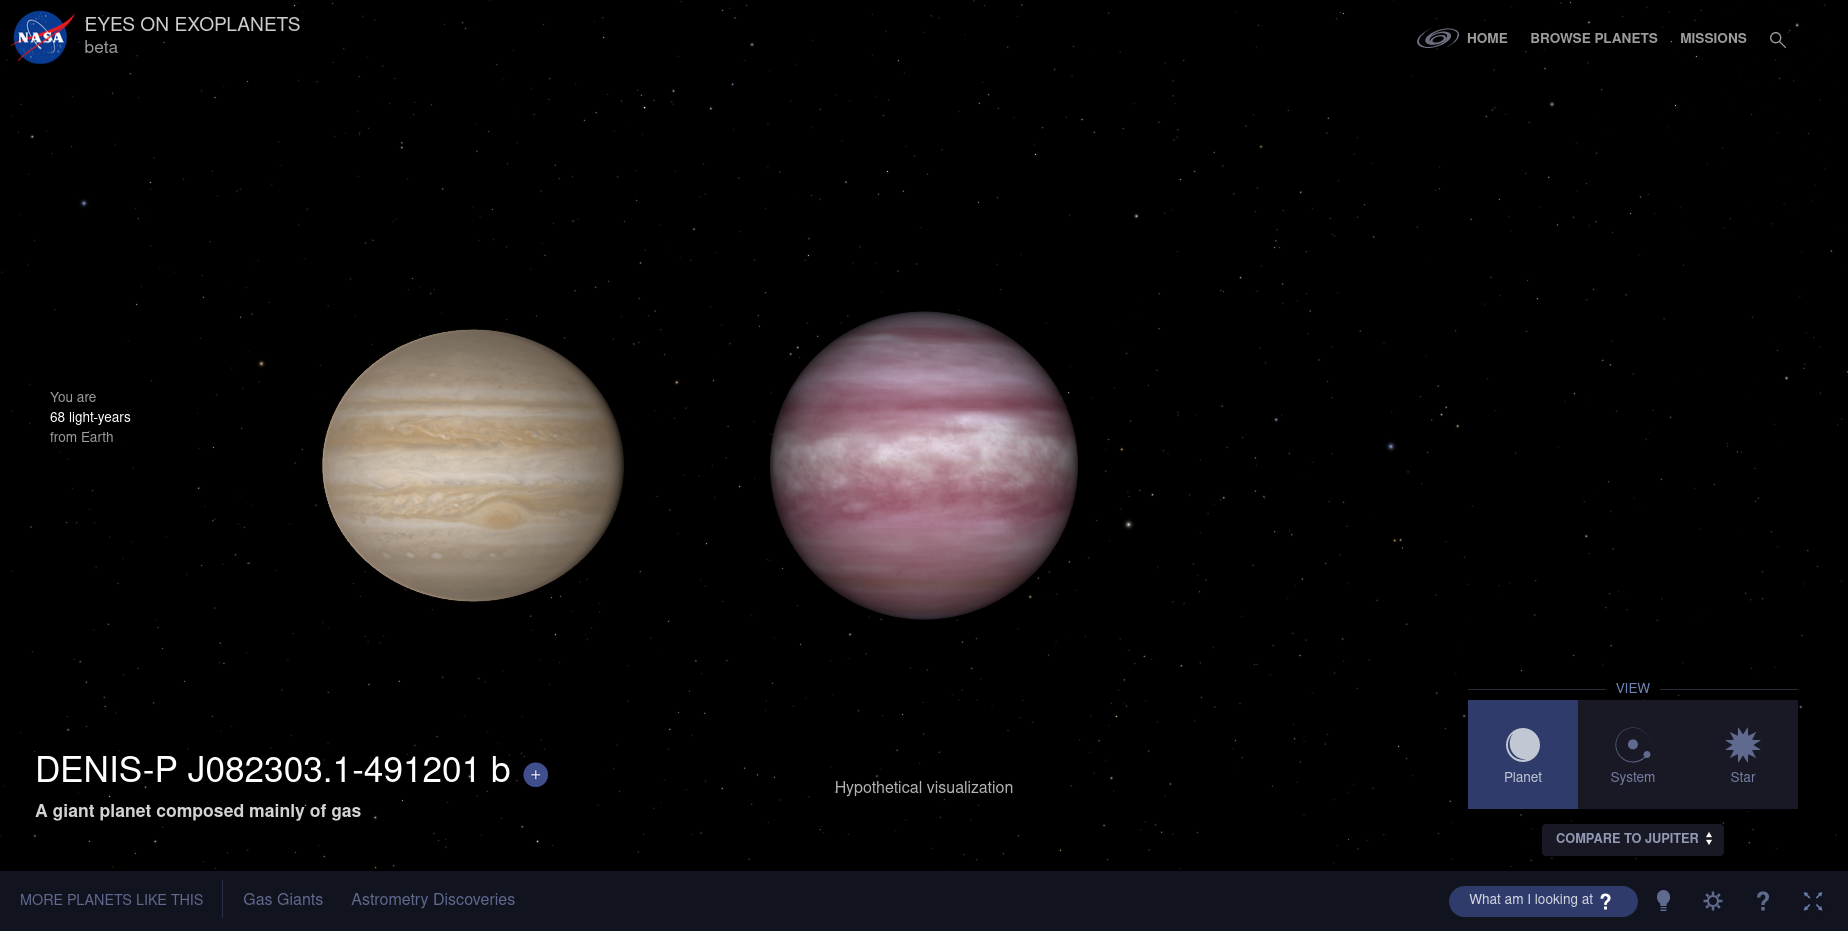 NASA
EYES ON EXOPLANETS
beta
HOME
BROWSE PLANETS
MISSIONS
You are
68 light-years
from Earth
VIEW
Planet
System
Star
DENIS-P J082303.1-491201 b +
A giant planet composed mainly of gas
Hypothetical visualization
COMPARE TO JUPITER
MORE PLANETS LIKE THIS
Gas Giants
Astrometry Discoveries
What am I looking at ?
?